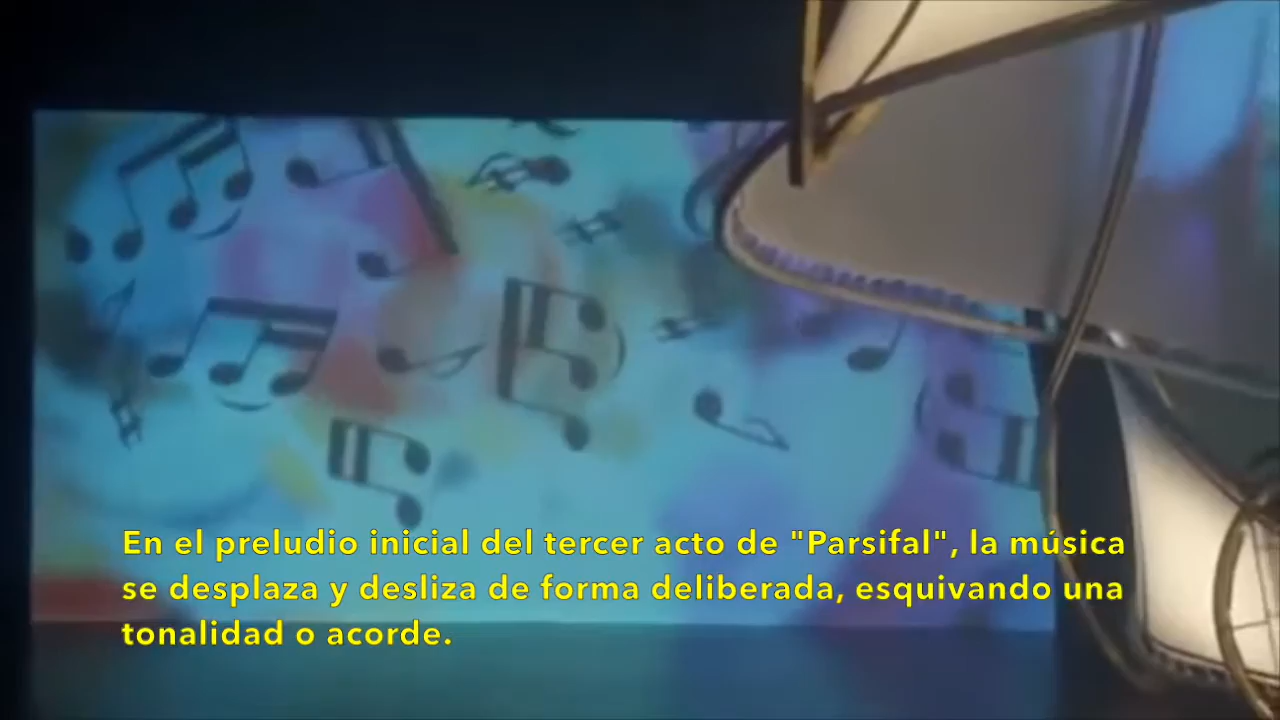 En el preludio inicial del tercer acto de "Parsifal", la música
se desplaza y desliza de forma deliberada, esquivando una
tonalidad o acorde.